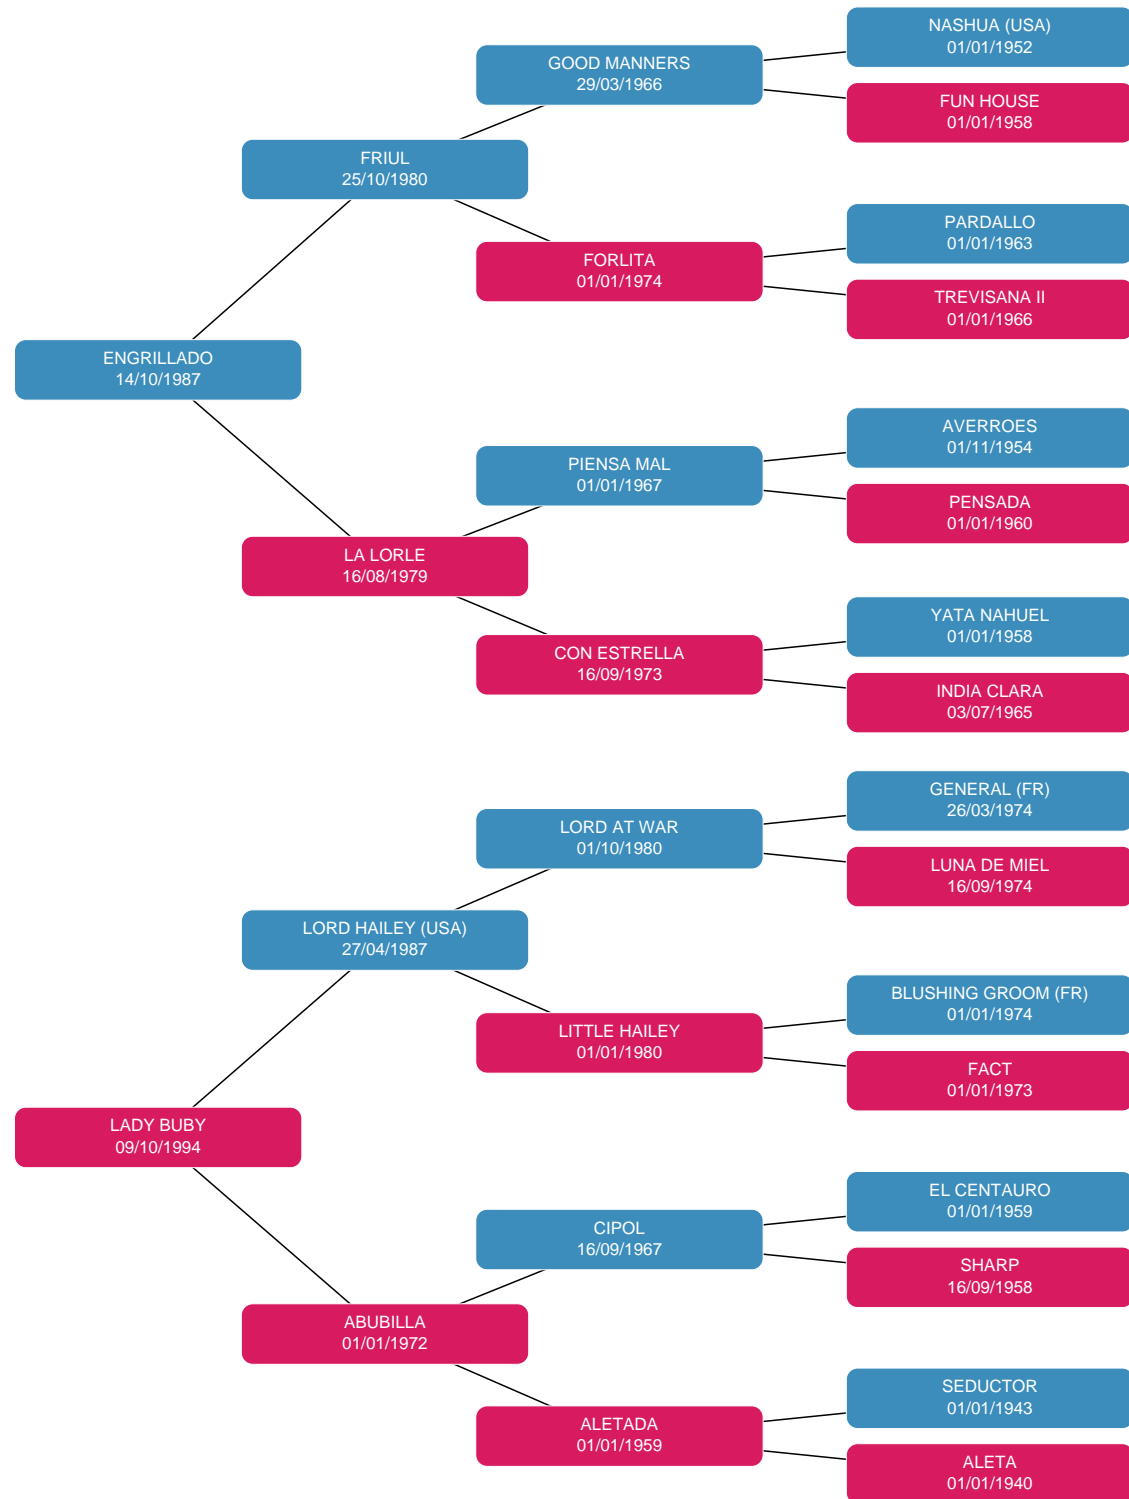 NASHUA (USA)
01/01/1952
GOOD MANNERS
29/03/1966
FUN HOUSE
01/01/1958
FRIUL
25/10/1980
PARDALLO
01/01/1963
FORLITA
01/01/1974
TREVISANA II
01/01/1966
ENGRILLADO
14/10/1987
AVERROES
01/11/1954
PIENSA MAL
01/01/1967
PENSADA
01/01/1960
LA LORLE
16/08/1979
YATA NAHUEL
01/01/1958
CON ESTRELLA
16/09/1973
INDIA CLARA
03/07/1965
GENERAL (FR)
26/03/1974
LORD AT WAR
01/10/1980
LUNA DE MIEL
16/09/1974
LORD HAILEY (USA)
27/04/1987
BLUSHING GROOM (FR)
01/01/1974
LITTLE HAILEY
01/01/1980
FACT
01/01/1973
LADY BUBY
09/10/1994
EL CENTAURO
01/01/1959
CIPOL
16/09/1967
SHARP
16/09/1958
ABUBILLA
01/01/1972
SEDUCTOR
01/01/1943
ALETADA
01/01/1959
ALETA
01/01/1940